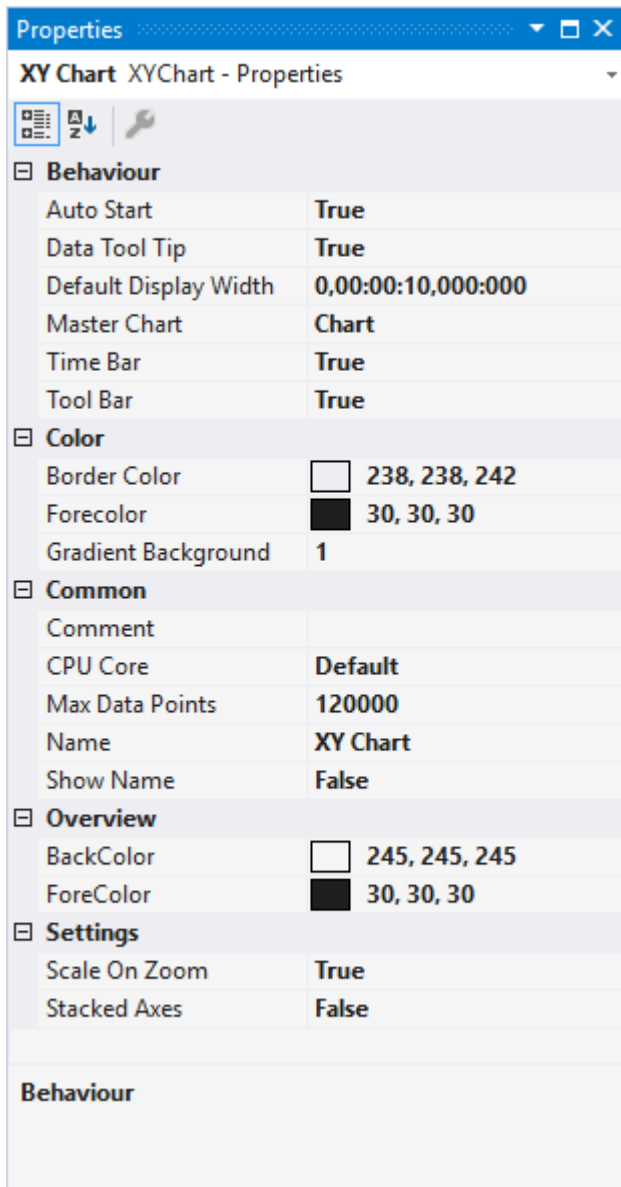 Properties
XY Chart XYChart - Properties
Behaviour
Auto Start True
Data Tool Tip True
Default Display Width 0,00:00:10,000:000
Master Chart Chart
Time Bar True
Tool Bar True
Color
Border Color 238, 238, 242
Forecolor 30, 30, 30
Gradient Background 1
Common
Comment
CPU Core Default
Max Data Points 120000
Name XY Chart
Show Name False
Overview
BackColor 245, 245, 245
ForeColor 30, 30, 30
Settings
Scale On Zoom True
Stacked Axes False
Behaviour